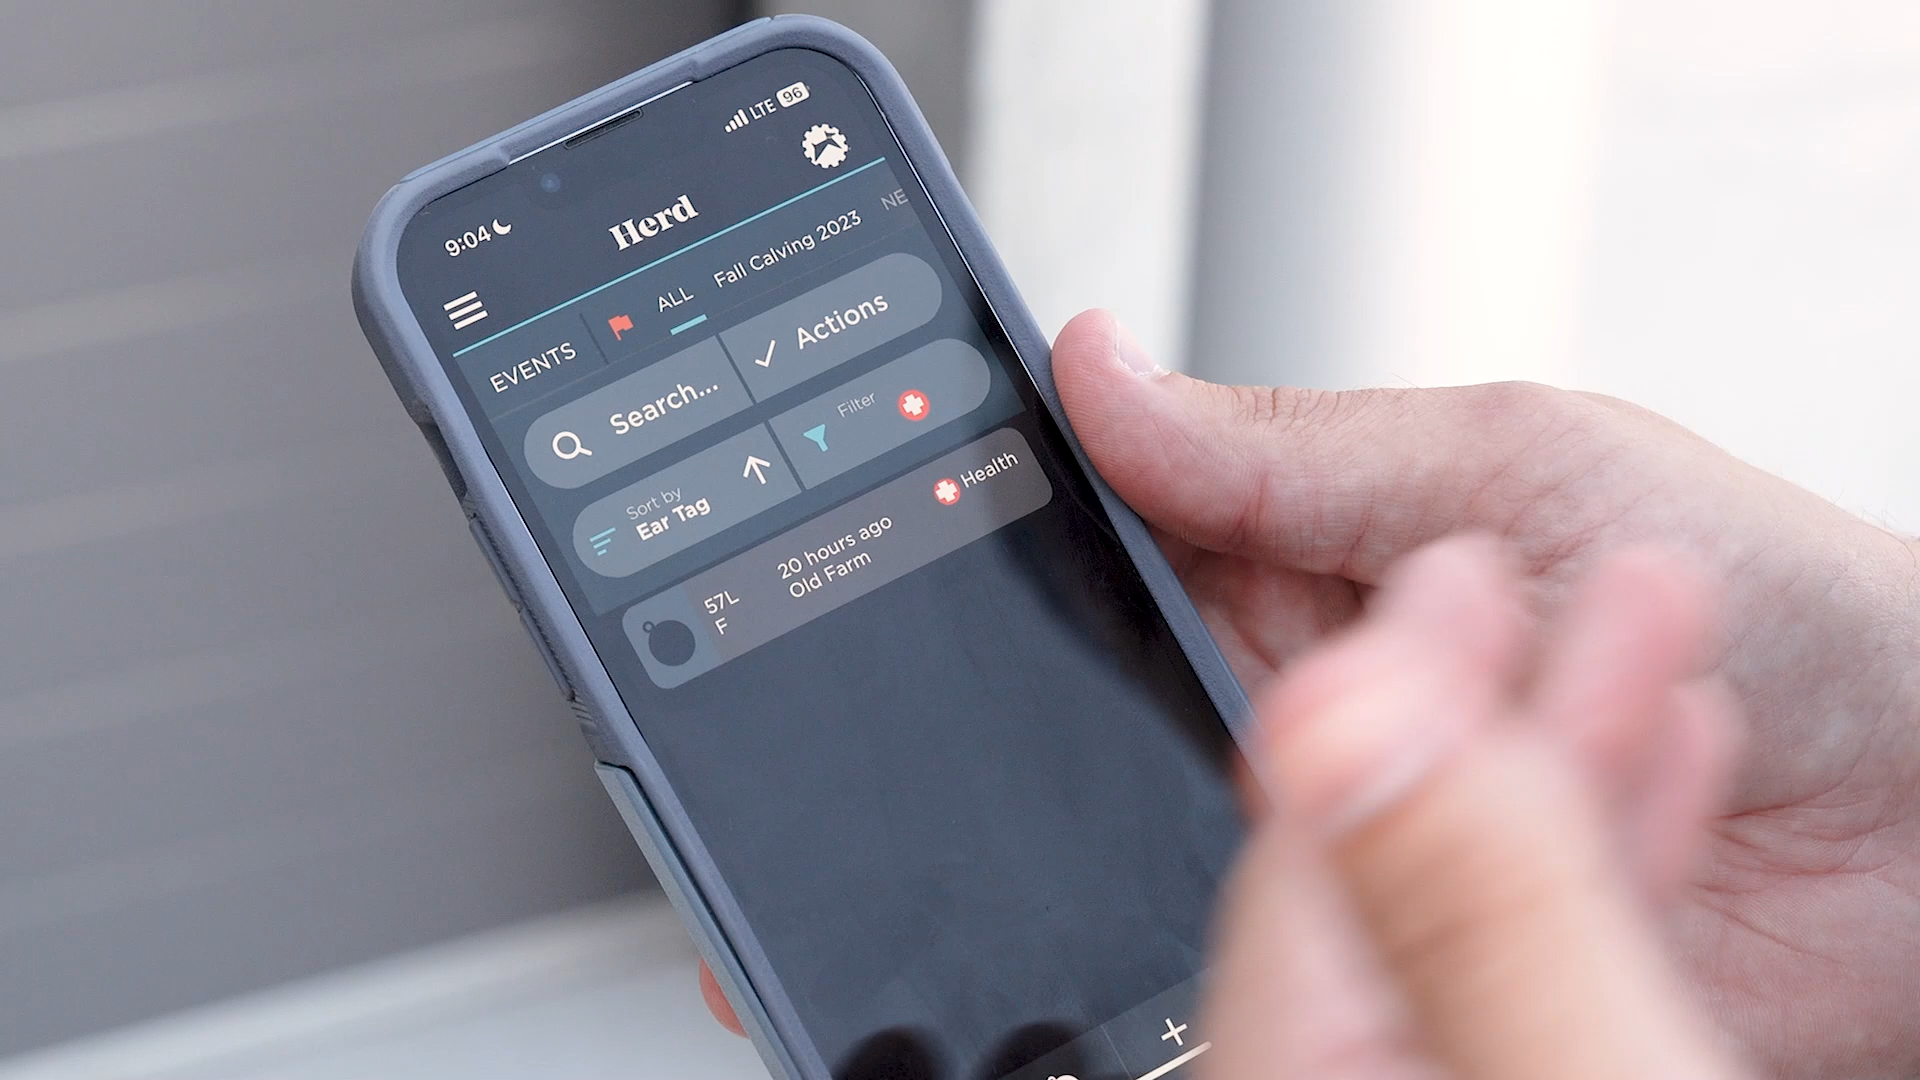 9:04
LTE 96
Herd
EVENTS ALL Fall Calving 2023 NE
Search... Actions
Sort by
Ear Tag
Filter
57L
F
20 hours ago
Old Farm
Health